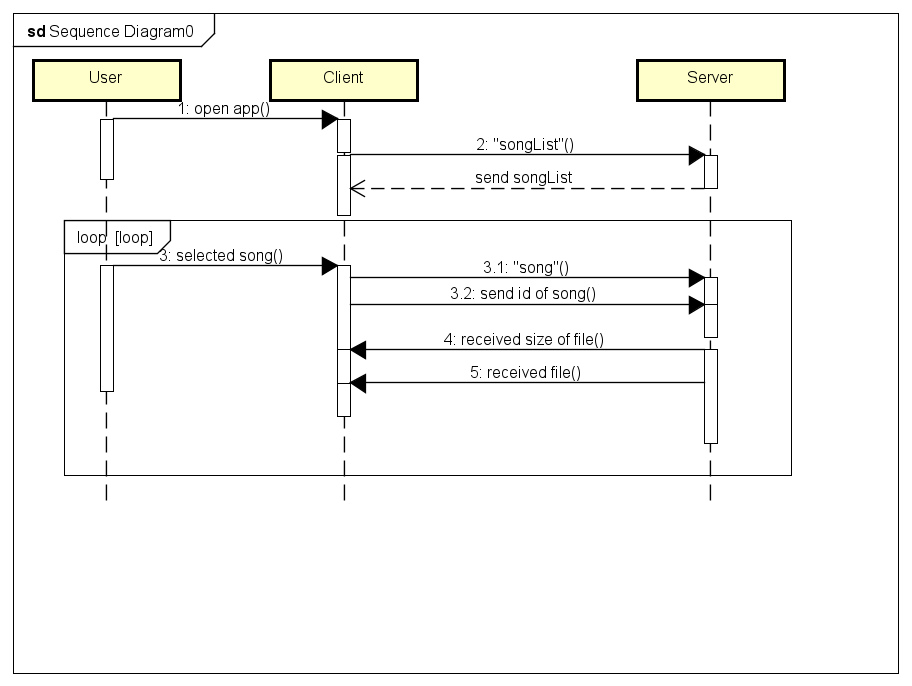 sd Sequence Diagram0
User
Client
Server
1: open app()
2: "songList"()
send songList
loop [loop]
3: selected song()
3.1: "song"()
3.2: send id of song()
4: received size of file()
5: received file()